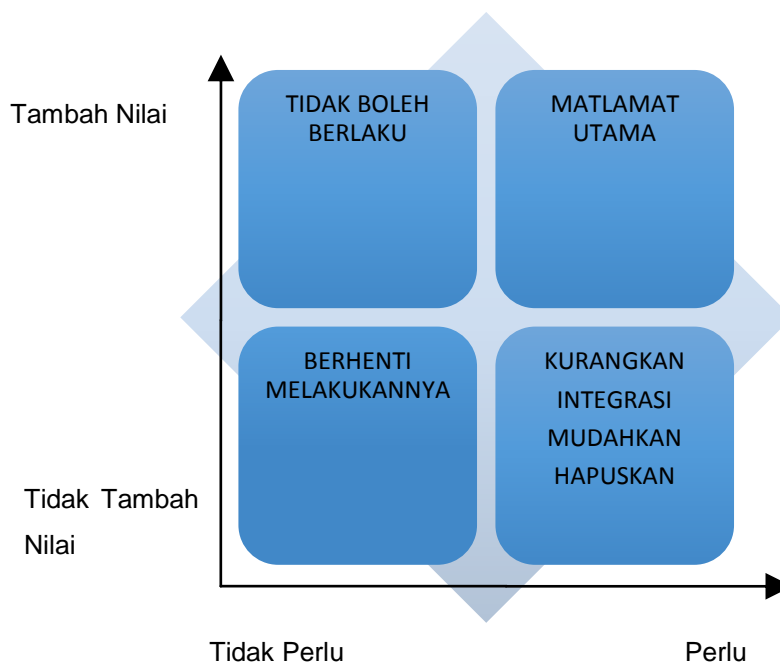 Tambah Nilai
TIDAK BOLEH
BERLAKU
MATLAMAT
UTAMA
BERHENTI
MELAKUKANNYA
KURANGKAN
INTEGRASI
MUDAHKAN
HAPUSKAN
Tidak Tambah
Nilai
Tidak Perlu
Perlu